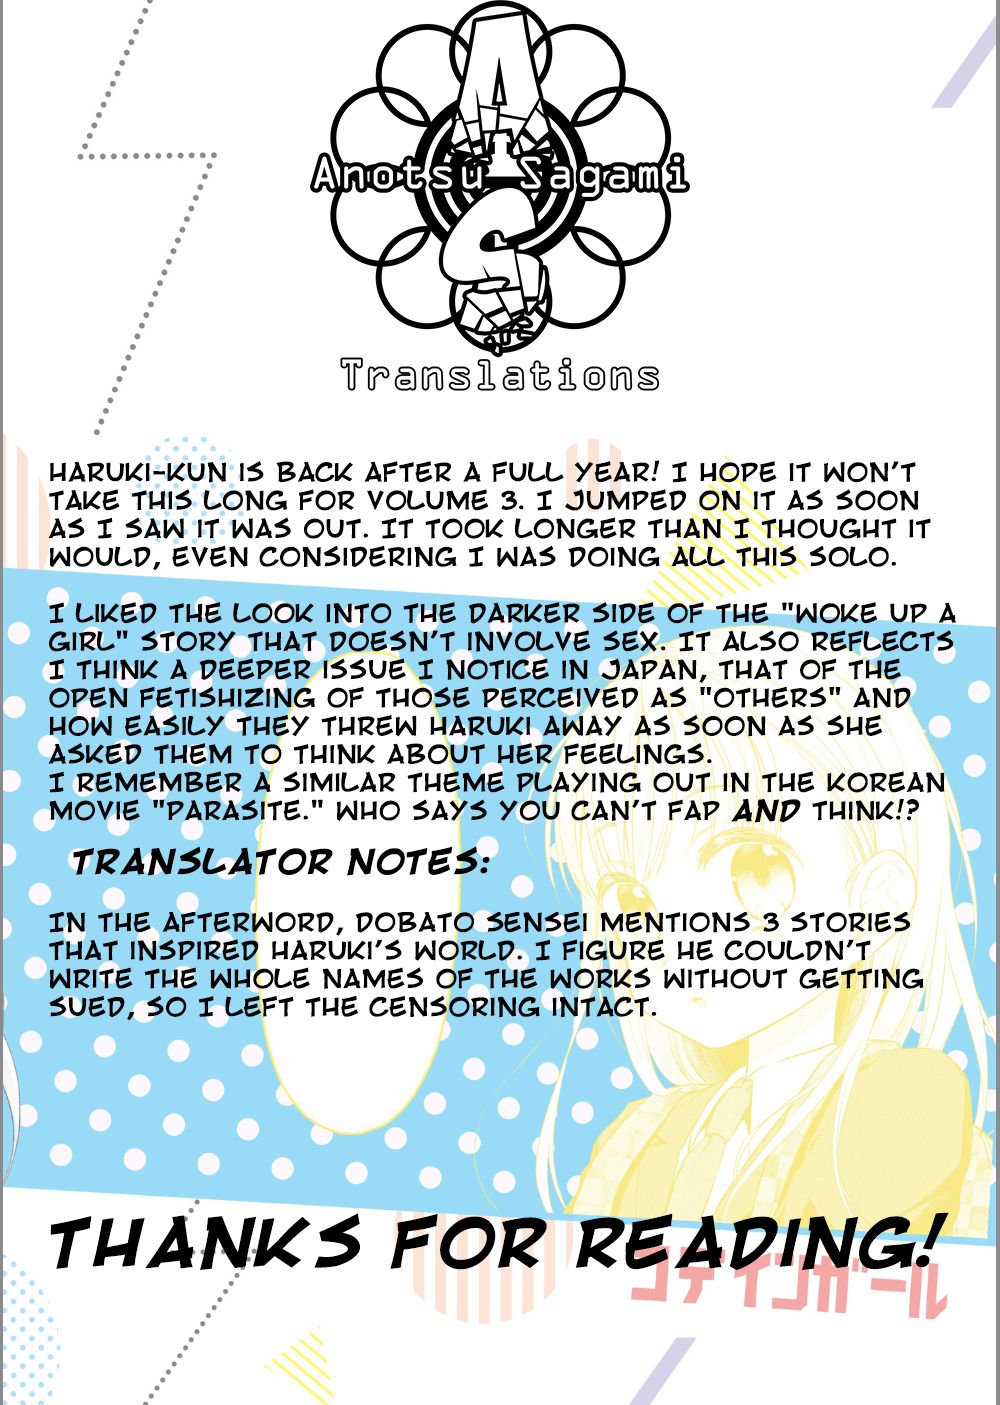 Anotsu Sagami
Translations
HARUKI-KUN IS BACK AFTER A FULL YEAR! I HOPE IT WON'T
TAKE THIS LONG FOR VOLUME 3. I JUMPED ON IT AS SOON
AS I SAW IT WAS OUT. IT TOOK LONGER THAN I THOUGHT IT
WOULD, EVEN CONSIDERING I WAS DOING ALL THIS SOLO.
I LIKED THE LOOK INTO THE DARKER SIDE OF THE "WOKE UP A
GIRL" STORY THAT DOESN'T INVOLVE SEX. IT ALSO REFLECTS
I THINK A DEEPER ISSUE I NOTICE IN JAPAN, THAT OF THE
OPEN FETISHIZING OF THOSE PERCEIVED AS "OTHERS" AND
HOW EASILY THEY THREW HARUKI AWAY AS SOON AS SHE
ASKED THEM TO THINK ABOUT HER FEELINGS.
I REMEMBER A SIMILAR THEME PLAYING OUT IN THE KOREAN
MOVIE "PARASITE." WHO SAYS YOU CAN'T FAP AND THINK!?
TRANSLATOR NOTES:
IN THE AFTERWORD, DOBATO SENSEI MENTIONS 3 STORIES
THAT INSPIRED HARUKI'S WORLD. I FIGURE HE COULDN'T
WRITE THE WHOLE NAMES OF THE WORKS WITHOUT GETTING
SUED, SO I LEFT THE CENSORING INTACT.
THANKS FOR READING!
コデインガール